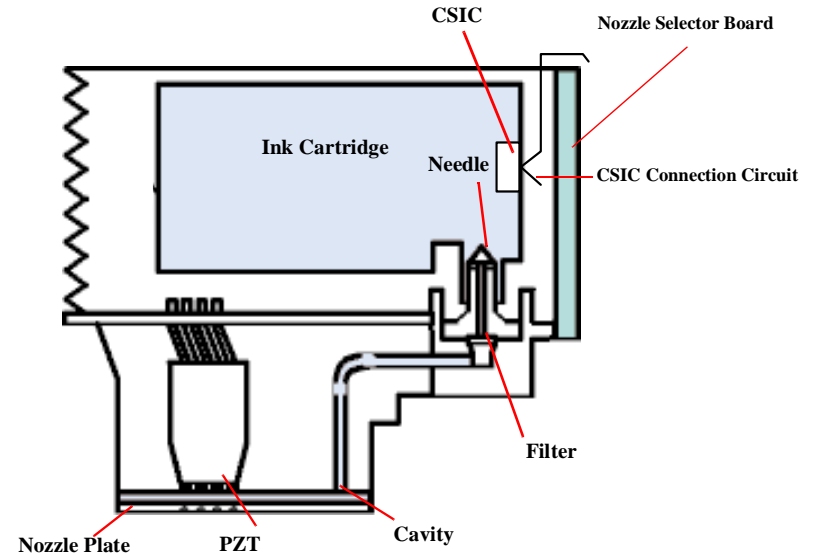 CSIC
Nozzle Selector Board
Ink Cartridge
Needle
CSIC Connection Circuit
Filter
Cavity
PZT
Nozzle Plate